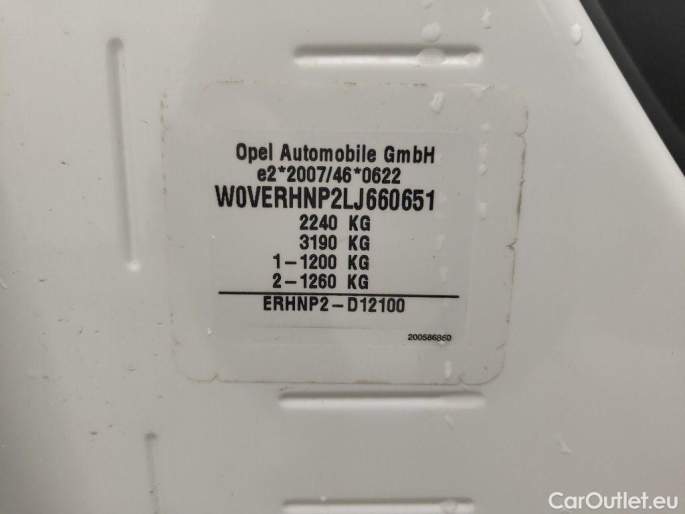 Opel Automobile GmbH
e2*2007/46*0622
W0VERHNP2LJ660651
2240 KG
3190 KG
1-1200 KG
2-1260 KG
ERHNP2-D12100
200586860
CarOutlet.eu